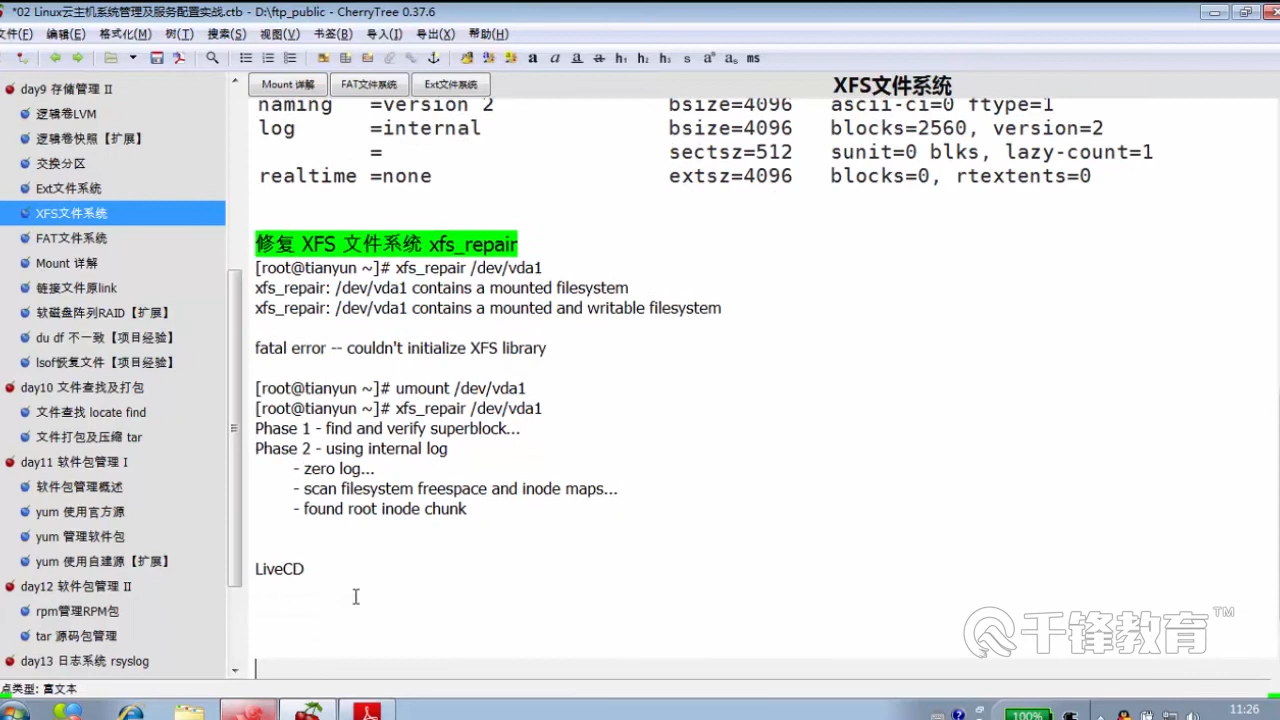 *02 Linux云主机系统管理及服务配置实战.ctb - D:\ftp_public - CherryTree 0.37.6
文件(F) 编辑(E) 格式化(M) 树(T) 搜索(S) 视图(V) 书签(B) 导入(I) 导出(X) 帮助(H)
a a a a h₁ h₂ h₃ s aˢ aₛ ms
day9 存储管理 II
逻辑卷LVM
逻辑卷快照【扩展】
交换分区
Ext文件系统
XFS文件系统
FAT文件系统
Mount 详解
链接文件原link
软磁盘阵列RAID【扩展】
du df 不一致【项目经验】
lsof恢复文件【项目经验】
day10 文件查找及打包
文件查找 locate find
文件打包及压缩 tar
day11 软件包管理 I
软件包管理概述
yum 使用官方源
yum 管理软件包
yum 使用自建源【扩展】
day12 软件包管理 II
rpm管理RPM包
tar 源码包管理
day13 日志系统 rsyslog
Mount 详解 FAT文件系统 Ext文件系统 XFS文件系统
naming =version 2 bsize=4096 ascii-ci=0 ftype=1
log =internal bsize=4096 blocks=2560, version=2
= sectsz=512 sunit=0 blks, lazy-count=1
realtime =none extsz=4096 blocks=0, rtextents=0
修复 XFS 文件系统 xfs_repair
[root@tianyun ~]# xfs_repair /dev/vda1
xfs_repair: /dev/vda1 contains a mounted filesystem
xfs_repair: /dev/vda1 contains a mounted and writable filesystem
fatal error -- couldn't initialize XFS library
[root@tianyun ~]# umount /dev/vda1
[root@tianyun ~]# xfs_repair /dev/vda1
Phase 1 - find and verify superblock...
Phase 2 - using internal log
- zero log...
- scan filesystem freespace and inode maps...
- found root inode chunk
LiveCD
千锋教育™
点类型: 富文本
100%
11:26